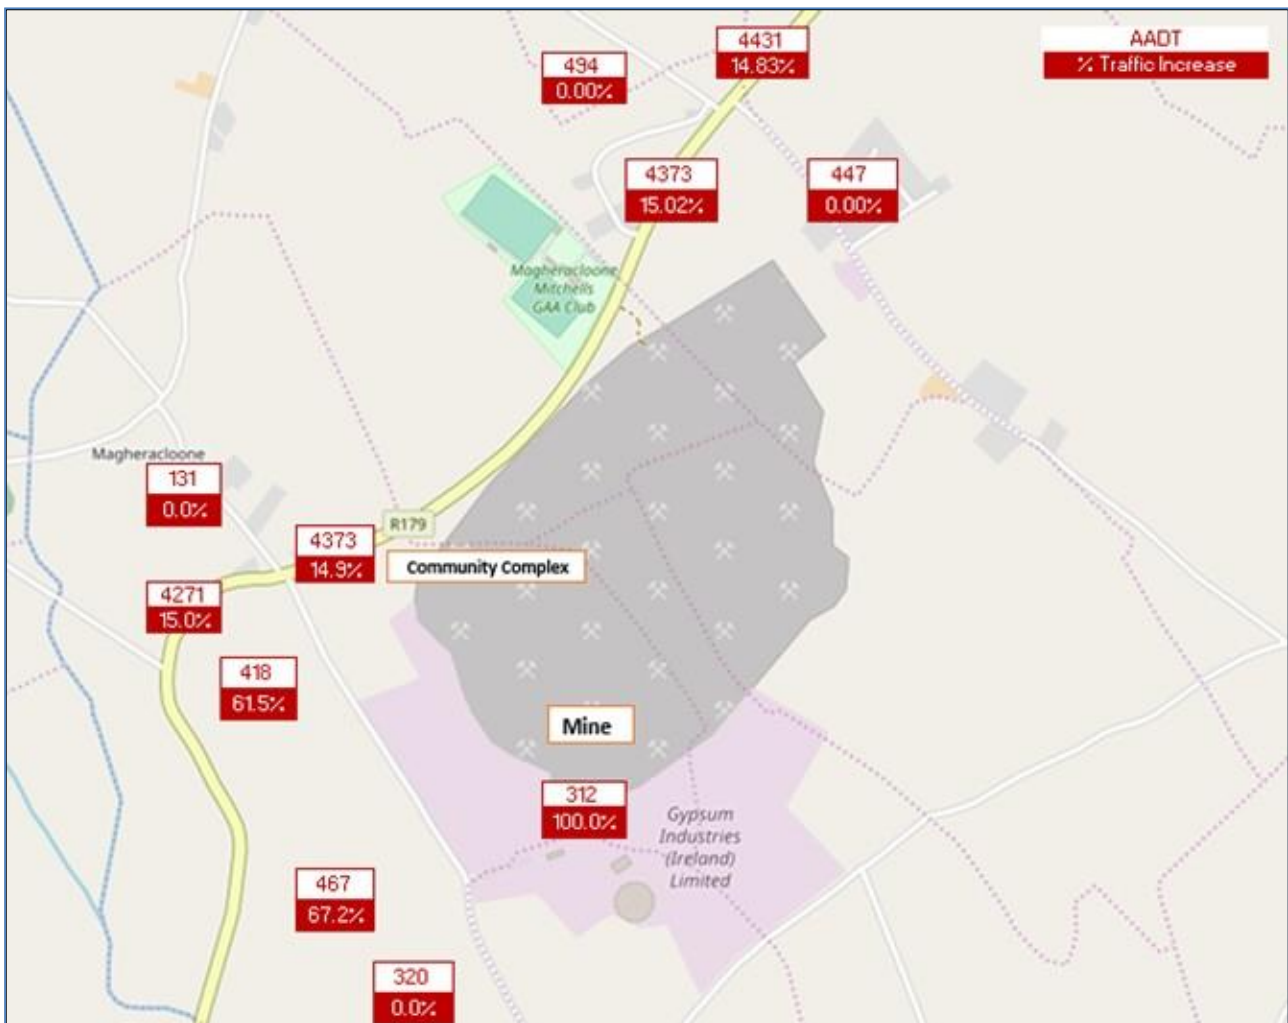 4431
14.83%
AADT
% Traffic Increase
494
0.00%
4373
15.02%
447
0.00%
Magheracloone
Mitchells
GAA Club
Magheracloone
131
0.0%
R179
4373
14.9%
Community Complex
4271
15.0%
418
61.5%
Mine
312
100.0%
Gypsum
Industries
(Ireland)
Limited
467
67.2%
320
0.0%